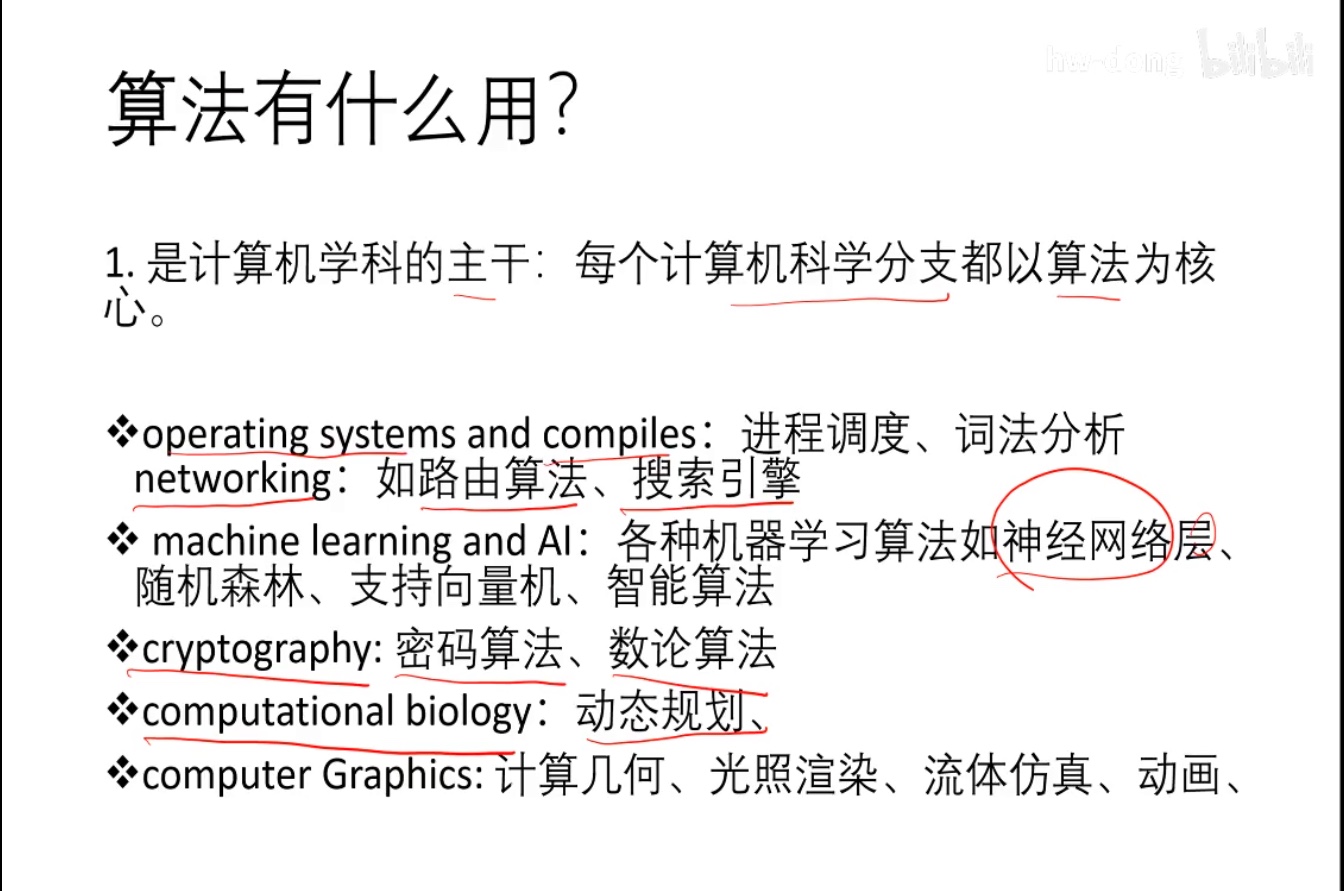 hw-dong bilibili
算法有什么用?
1. 是计算机学科的主干：每个计算机科学分支都以算法为核
心。
❖operating systems and compiles：进程调度、词法分析
networking：如路由算法、搜索引擎
❖ machine learning and AI：各种机器学习算法如神经网络层、
随机森林、支持向量机、智能算法
❖cryptography: 密码算法、数论算法
❖computational biology：动态规划、
❖computer Graphics: 计算几何、光照渲染、流体仿真、动画、